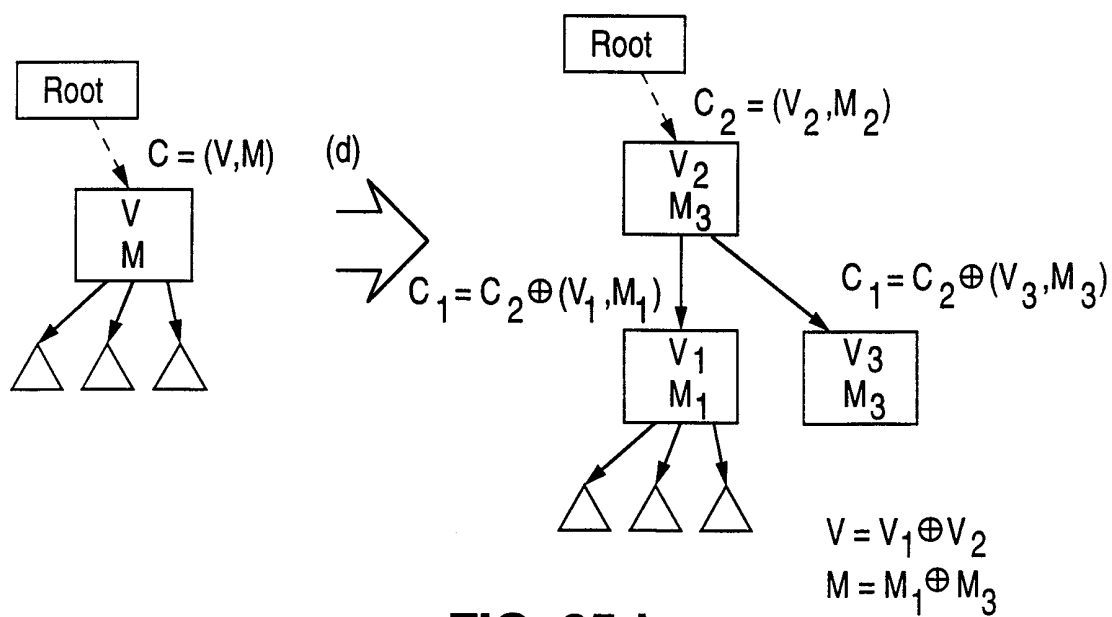 Root
C = (V,M)
V
M
(d)
Root
C₂ = (V₂,M₂)
V₂
M₃
C₁ = C₂⊕(V₁,M₁)
C₁ = C₂⊕(V₃,M₃)
V₁
M₁
V₃
M₃
V = V₁⊕V₂
M = M₁⊕M₃